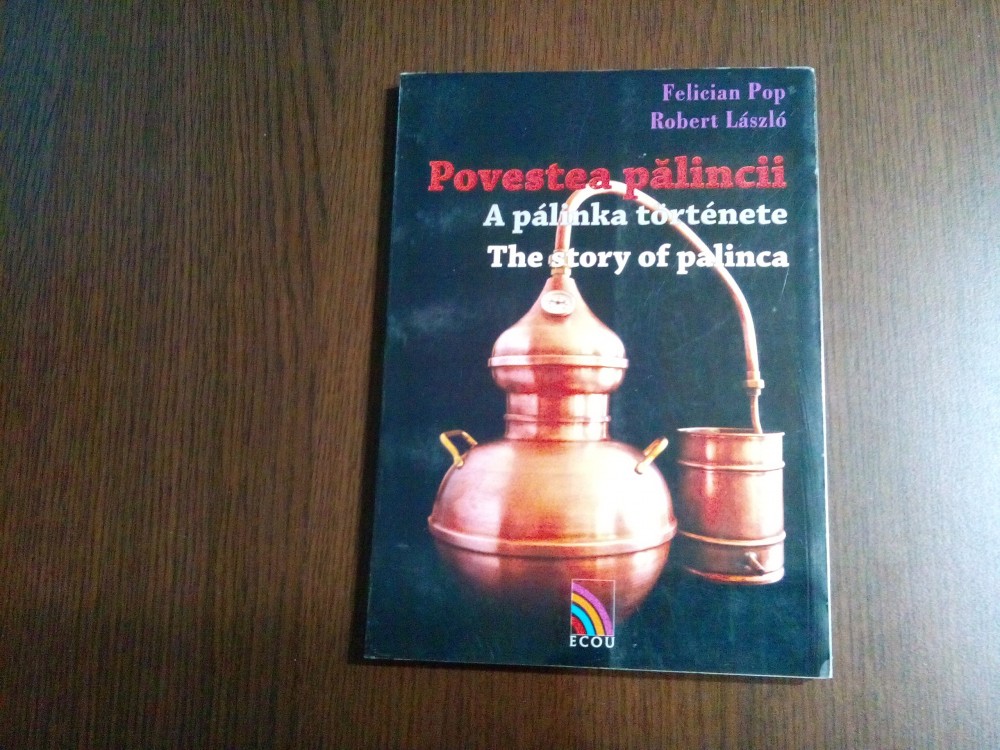 Felician Pop
Robert László
Povestea pălincii
A pálinka története
The story of palinca
ECOU